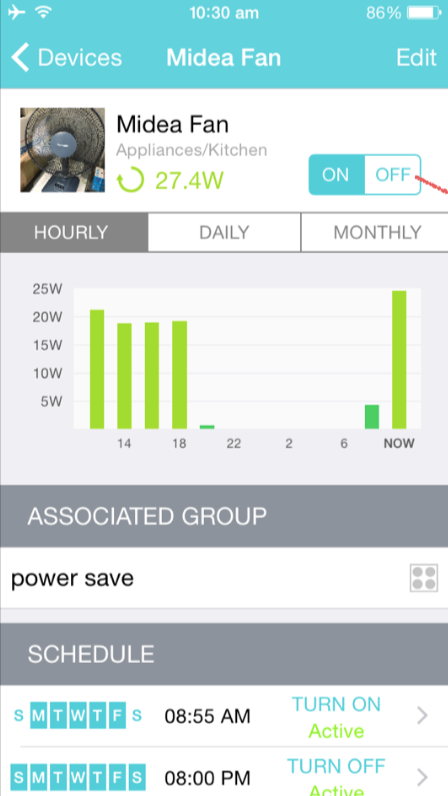 10:30 am
86%
Devices
Midea Fan
Edit
Midea Fan
Appliances/Kitchen
27.4W
ON
OFF
HOURLY
DAILY
MONTHLY
25W
20W
15W
10W
5W
14 18 22 2 6 NOW
ASSOCIATED GROUP
power save
SCHEDULE
S M T W T F S 08:55 AM TURN ON
Active
S M T W T F S 08:00 PM TURN OFF
Active